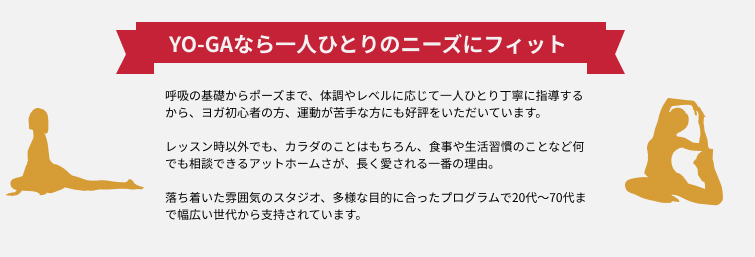 YO-GAなら一人ひとりのニーズにフィット
呼吸の基礎からポーズまで、体調やレベルに応じて一人ひとり丁寧に指導する
から、ヨガ初心者の方、運動が苦手な方にも好評をいただいています。
レッスン時以外でも、カラダのことはもちろん、食事や生活習慣のことなど何
でも相談できるアットホームさが、長く愛される一番の理由。
落ち着いた雰囲気のスタジオ、多様な目的に合ったプログラムで20代〜70代ま
で幅広い世代から支持されています。